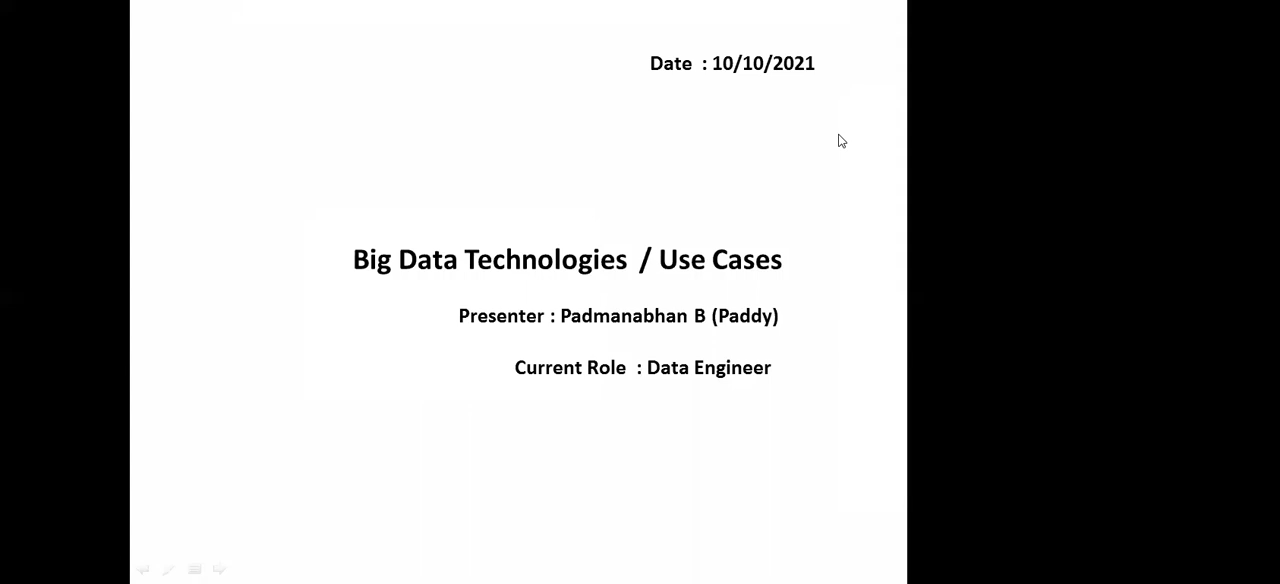 Date : 10/10/2021
Big Data Technologies / Use Cases
Presenter : Padmanabhan B (Paddy)
Current Role : Data Engineer